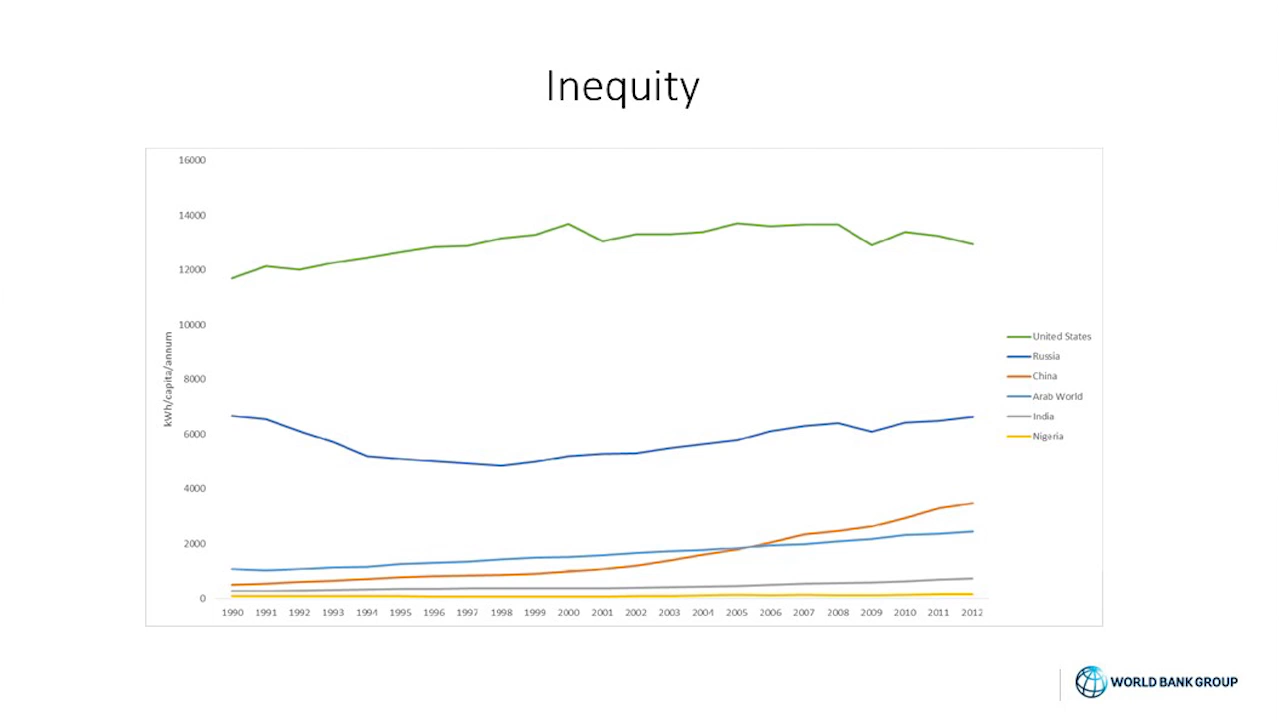 Inequity
16000
14000
12000
10000
8000
6000
4000
2000
0
kWh/capita/annum
1990 1991 1992 1993 1994 1995 1996 1997 1998 1999 2000 2001 2002 2003 2004 2005 2006 2007 2008 2009 2010 2011 2012
United States
Russia
China
Arab World
India
Nigeria
WORLD BANK GROUP